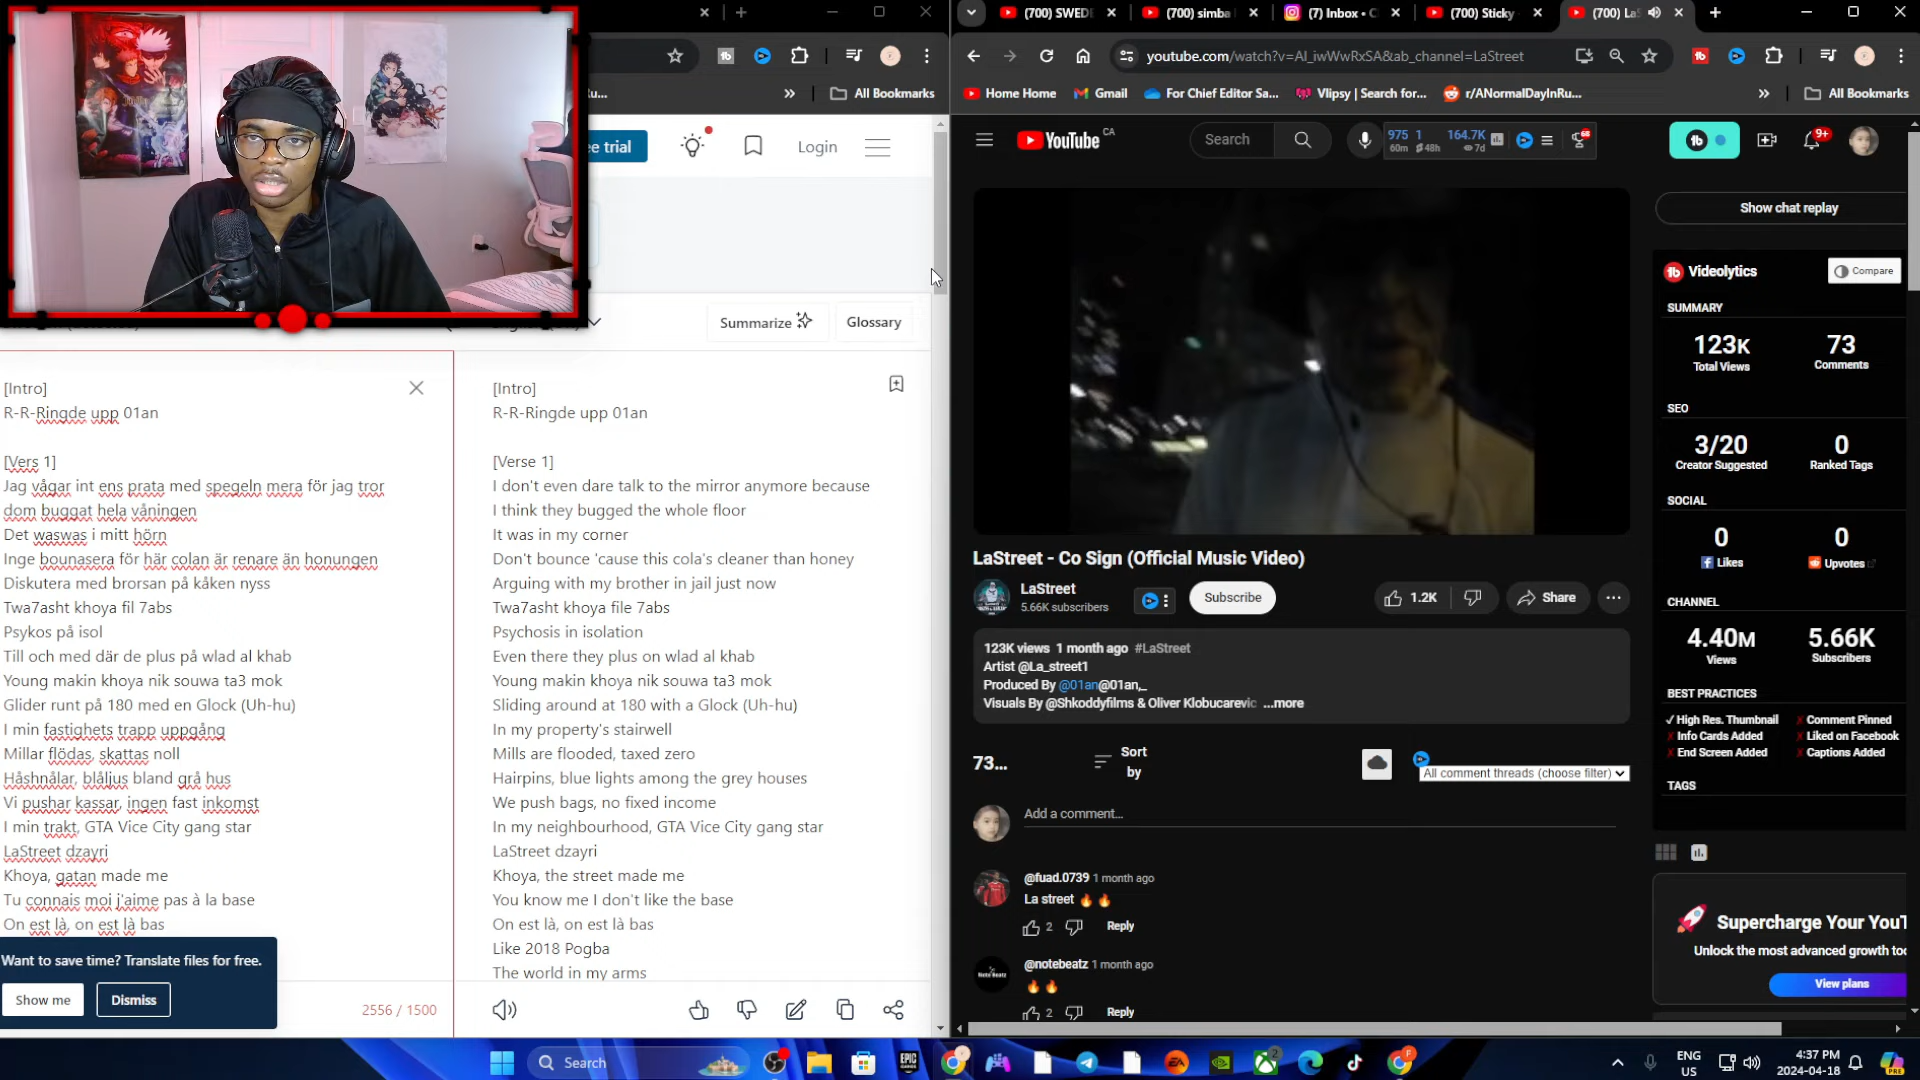 (700) SWED
(700) simba
(7) Inbox • C
(700) Sticky
(700) La
youtube.com/watch?v=AI_iwWwRxSA&ab_channel=LaStreet
All Bookmarks
Home Home
Gmail
For Chief Editor Sa...
Vlipsy | Search for...
r/ANormalDayInRu...
All Bookmarks
ee trial
Login
YouTube CA
Search
975 1 164.7K
60m 48h 7d
9+
Show chat replay
Summarize
Glossary
[Intro]
R-R-Ringde upp 01an
[Vers 1]
Jag vågar int ens prata med spegeln mera för jag tror
dom buggat hela våningen
Det waswas i mitt hörn
Inge bounasera för här colan är renare än honungen
Diskutera med brorsan på kåken nyss
Twa7asht khoya fil 7abs
Psykos på isol
Till och med där de plus på wlad al khab
Young makin khoya nik souwa ta3 mok
Glider runt på 180 med en Glock (Uh-hu)
I min fastighets trapp uppgång
Millar flödas, skattas noll
Håshnålar, blåljus bland grå hus
Vi pushar kassar, ingen fast inkomst
I min trakt, GTA Vice City gang star
LaStreet dzayri
Khoya, gatan made me
Tu connais moi j'aime pas à la base
On est là, on est là bas
Want to save time? Translate files for free.
Show me
Dismiss
2556 / 1500
[Intro]
R-R-Ringde upp 01an
[Verse 1]
I don't even dare talk to the mirror anymore because
I think they bugged the whole floor
It was in my corner
Don't bounce 'cause this cola's cleaner than honey
Arguing with my brother in jail just now
Twa7asht khoya file 7abs
Psychosis in isolation
Even there they plus on wlad al khab
Young makin khoya nik souwa ta3 mok
Sliding around at 180 with a Glock (Uh-hu)
In my property's stairwell
Mills are flooded, taxed zero
Hairpins, blue lights among the grey houses
We push bags, no fixed income
In my neighbourhood, GTA Vice City gang star
LaStreet dzayri
Khoya, the street made me
You know me I don't like the base
On est là, on est là bas
Like 2018 Pogba
The world in my arms
LaStreet - Co Sign (Official Music Video)
LaStreet
5.66K subscribers
Subscribe
1.2K
Share
123K views 1 month ago #LaStreet
Artist @La_street1
Produced By @01an@01an,_
Visuals By @Shkoddyfilms & Oliver Klobucarevic ...more
73...
Sort
by
All comment threads (choose filter)
Add a comment...
@fuad.0739 1 month ago
La street 🔥 🔥
2
Reply
@notebeatz 1 month ago
🔥 🔥
2
Reply
Videolytics
Compare
SUMMARY
123K
Total Views
73
Comments
SEO
3/20
Creator Suggested
0
Ranked Tags
SOCIAL
0
Likes
0
Upvotes
CHANNEL
4.40M
Views
5.66K
Subscribers
BEST PRACTICES
✓ High Res. Thumbnail
✗ Comment Pinned
✗ Info Cards Added
✗ Liked on Facebook
✗ End Screen Added
✗ Captions Added
TAGS
Supercharge Your YouT
Unlock the most advanced growth too
View plans
Search
EPIC
ENG
US
4:37 PM
2024-04-18